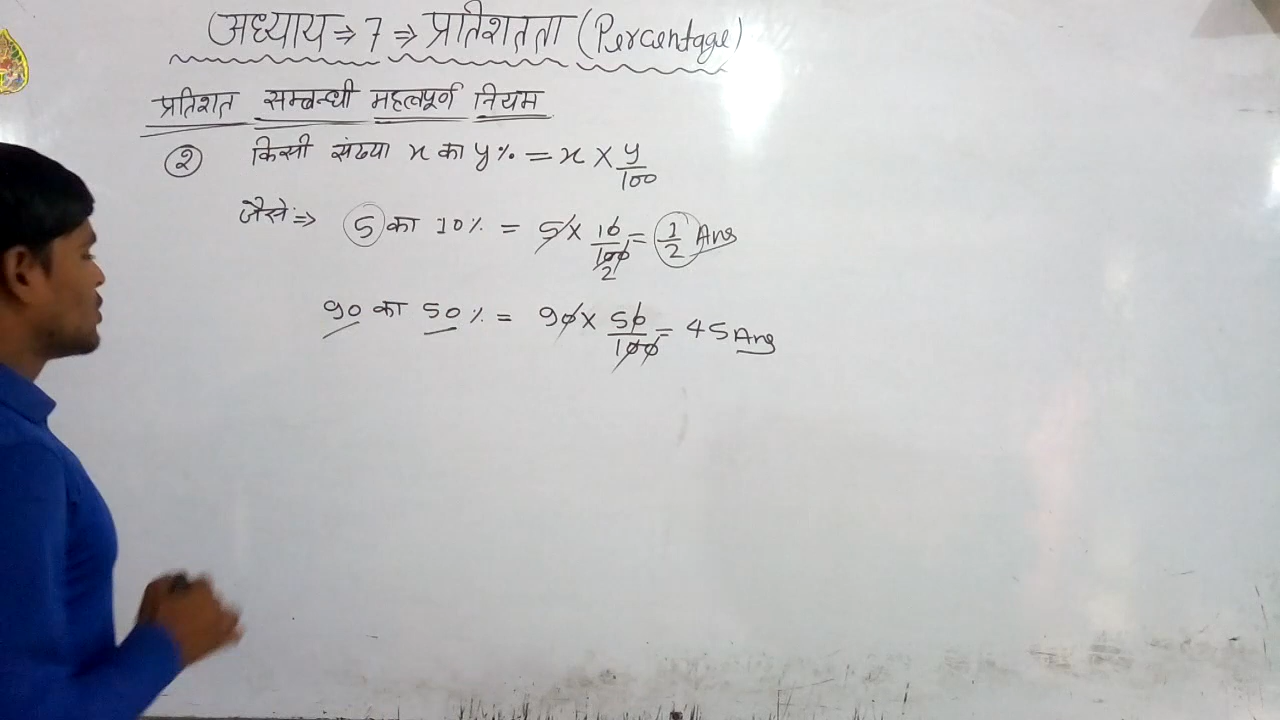 अध्याय ⇒ 7 ⇒ प्रतिशतता (Percentage)
प्रतिशत सम्बन्धी महत्वपूर्ण नियम
② किसी संख्या x का y% = x × y/100
जैसे:⇒ 5 का 10% = 5 × 10/100 = 1/2 Ans
2
90 का 50% = 90 × 50/100 = 45 Ans